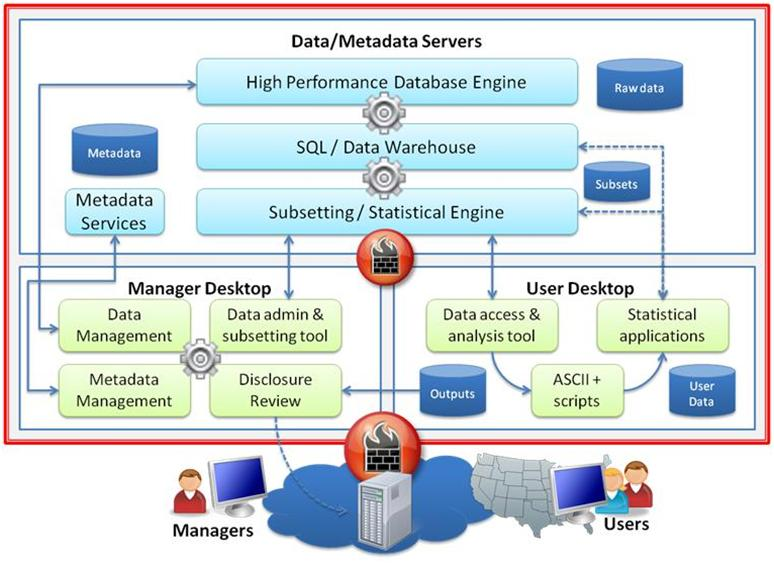 Data/Metadata Servers
High Performance Database Engine
Raw data
SQL / Data Warehouse
Metadata
Subsets
Metadata
Services
Subsetting / Statistical Engine
Manager Desktop
User Desktop
Data
Management
Data admin &
subsetting tool
Data access &
analysis tool
Statistical
applications
Metadata
Management
Disclosure
Review
Outputs
ASCII +
scripts
User
Data
Managers
Users